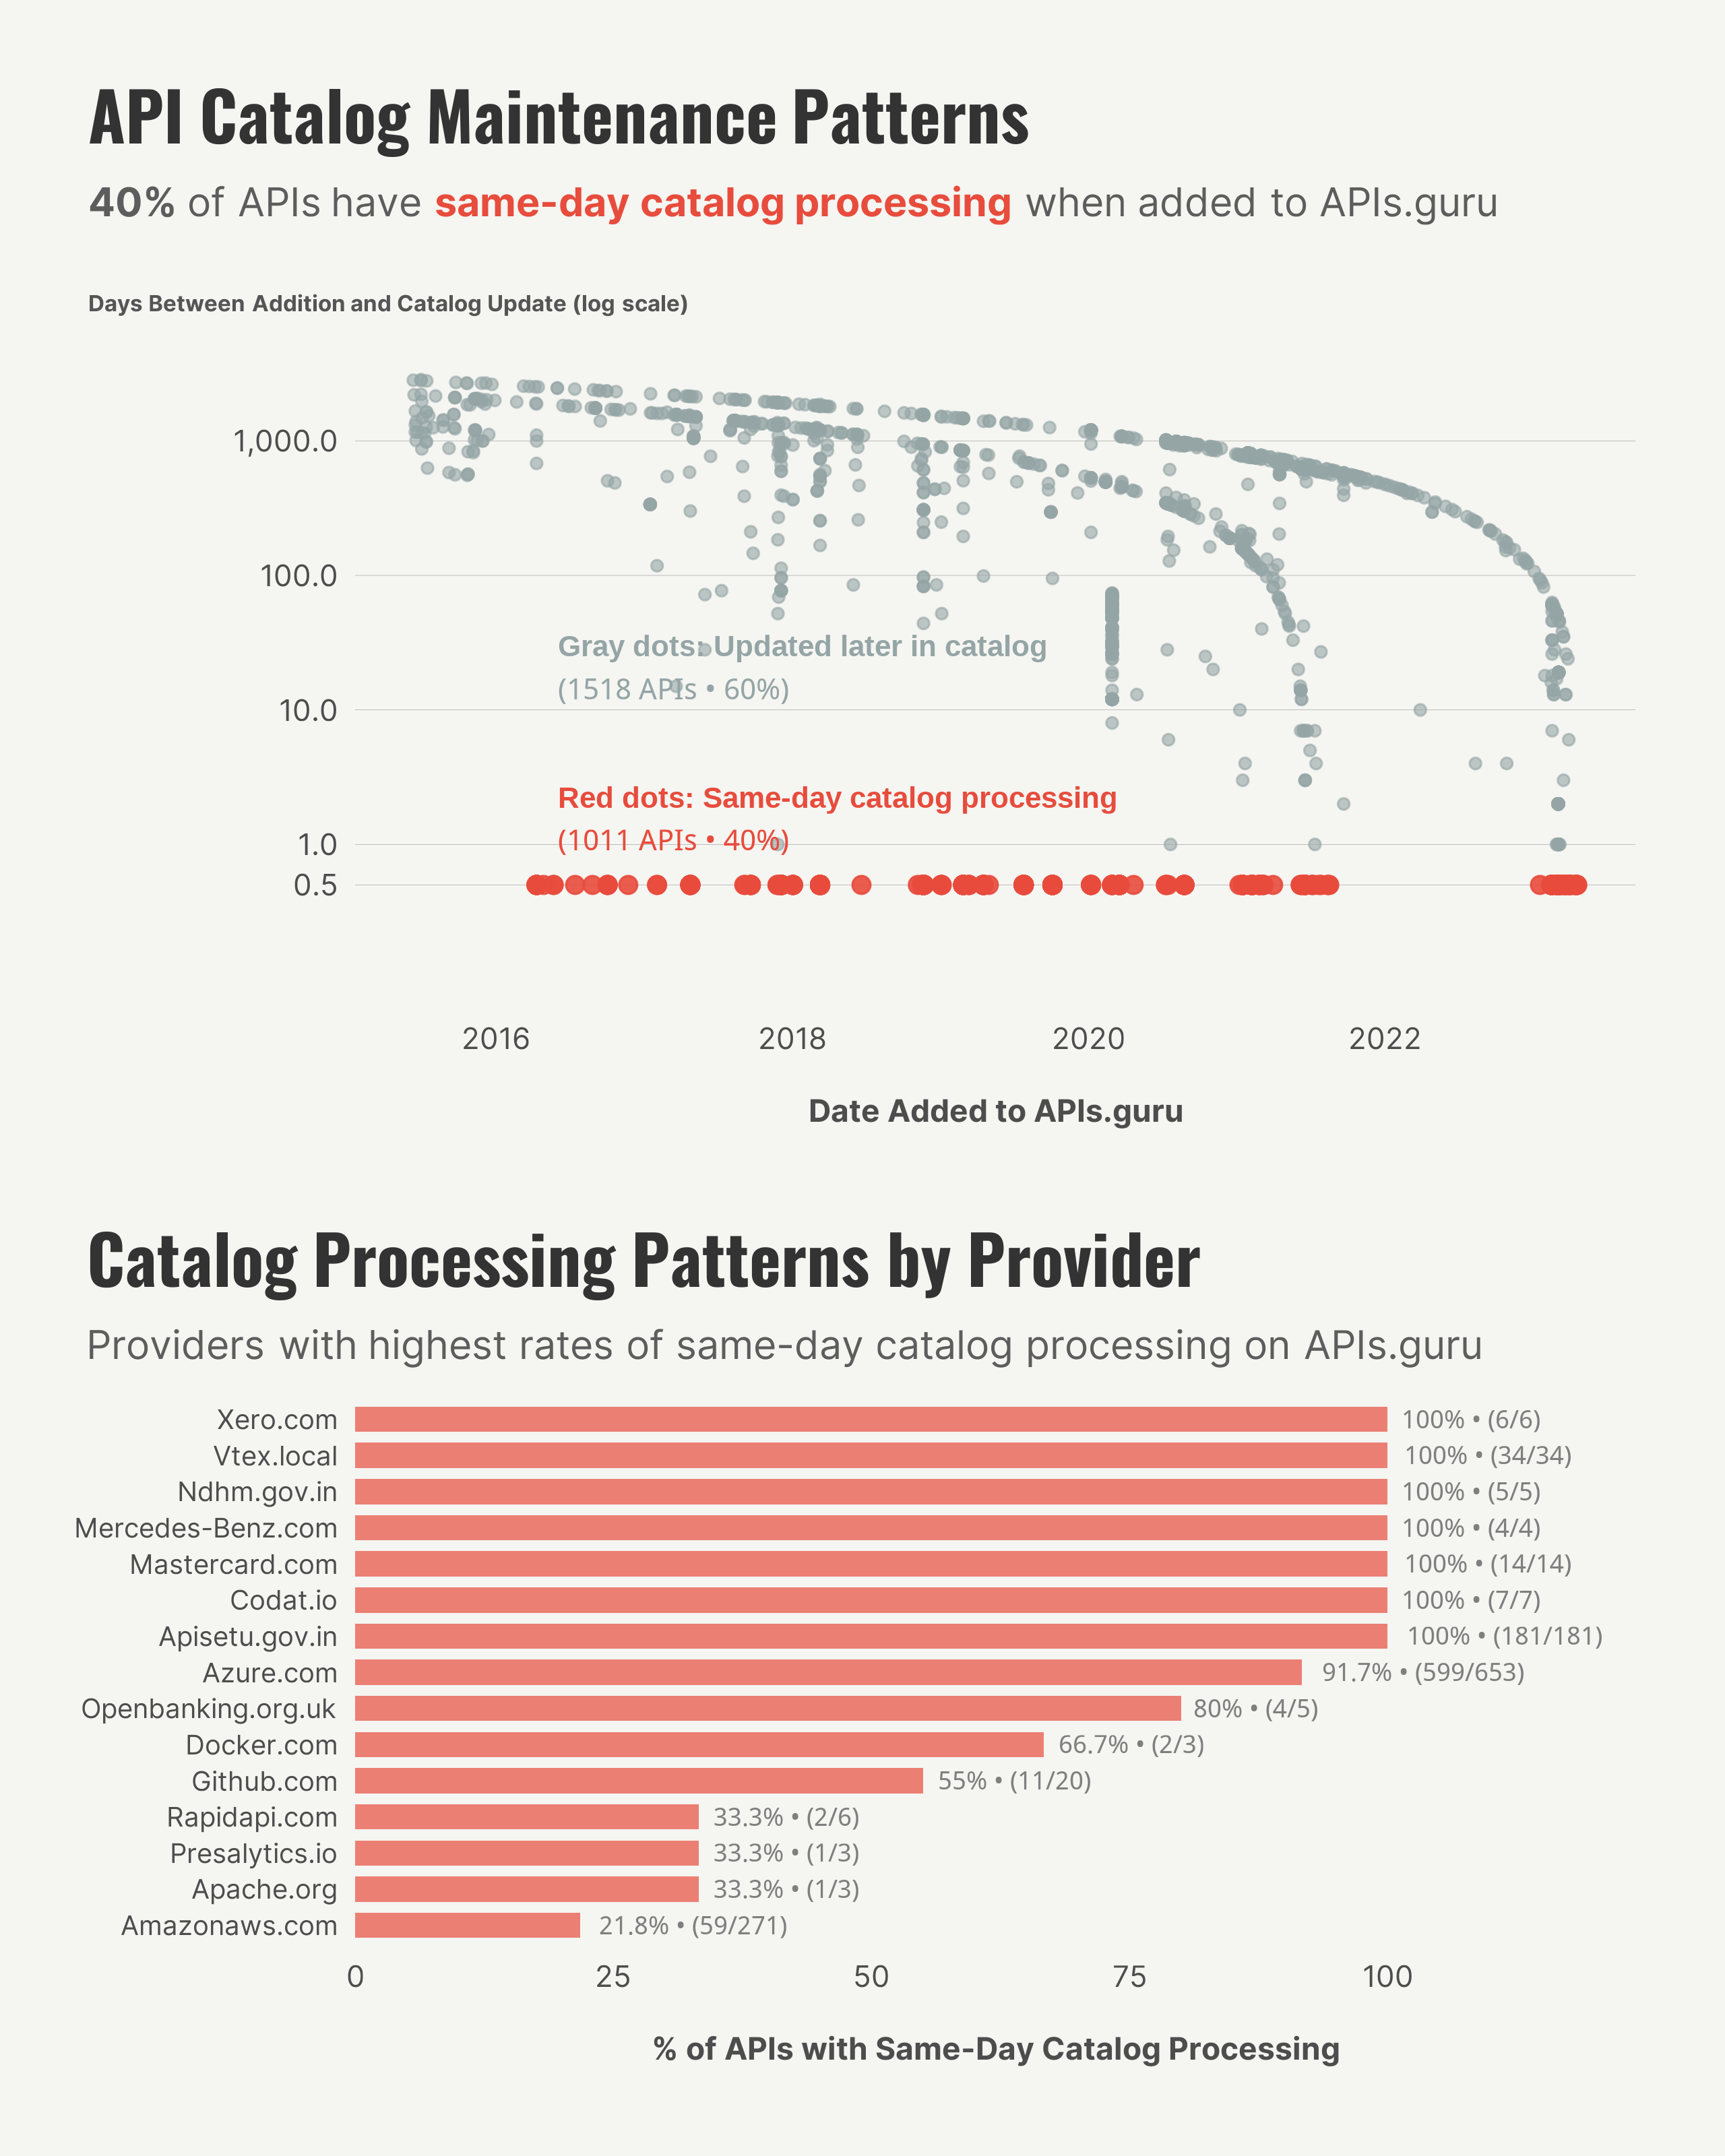 API Catalog Maintenance Patterns
40% of APIs have same-day catalog processing when added to APIs.guru
Days Between Addition and Catalog Update (log scale)
1,000.0
100.0
Gray dots: Updated later in catalog
(1518 APIs • 60%)
10.0
Red dots: Same-day catalog processing
(1011 APIs • 40%)
1.0
0.5
2016 2018 2020 2022
Date Added to APIs.guru
Catalog Processing Patterns by Provider
Providers with highest rates of same-day catalog processing on APIs.guru
Xero.com 100% • (6/6)
Vtex.local 100% • (34/34)
Ndhm.gov.in 100% • (5/5)
Mercedes-Benz.com 100% • (4/4)
Mastercard.com 100% • (14/14)
Codat.io 100% • (7/7)
Apisetu.gov.in 100% • (181/181)
Azure.com 91.7% • (599/653)
Openbanking.org.uk 80% • (4/5)
Docker.com 66.7% • (2/3)
Github.com 55% • (11/20)
Rapidapi.com 33.3% • (2/6)
Presalytics.io 33.3% • (1/3)
Apache.org 33.3% • (1/3)
Amazonaws.com 21.8% • (59/271)
0 25 50 75 100
% of APIs with Same-Day Catalog Processing